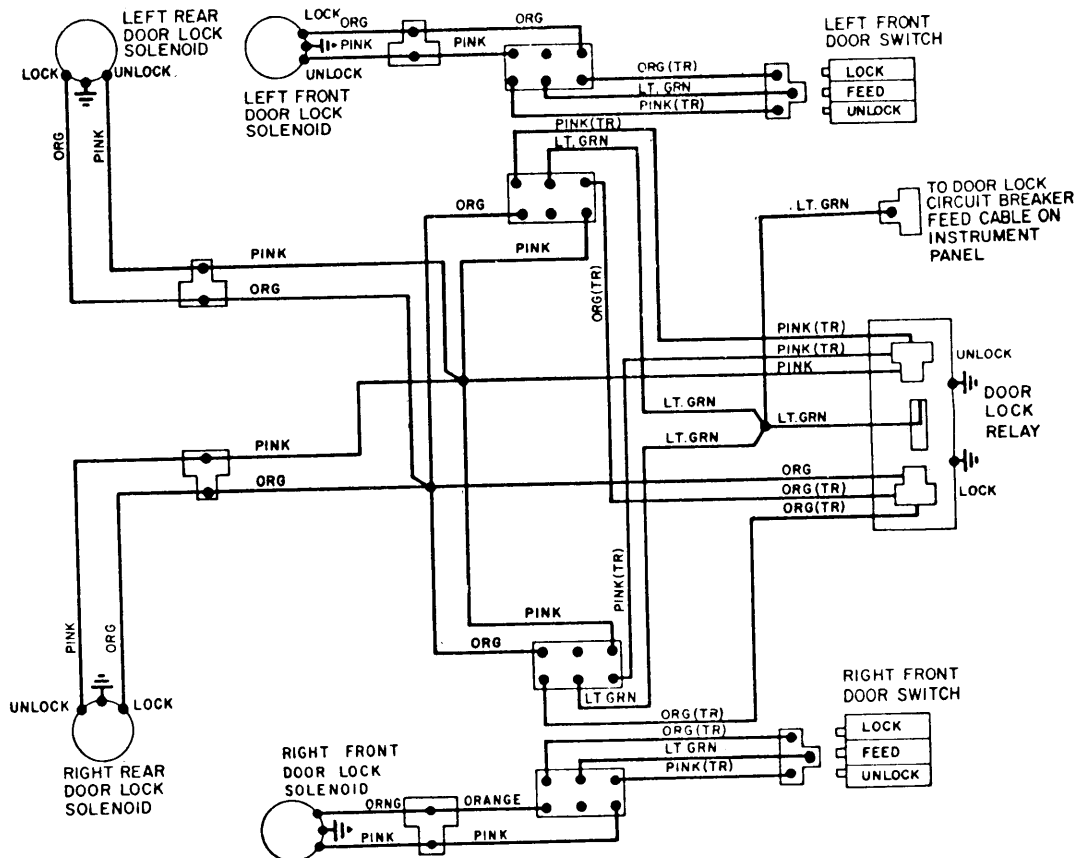 LEFT REAR
DOOR LOCK
SOLENOID
LOCK
UNLOCK.
ORG
PINK
LOCK
ORG
PINK
UNLOCK
LEFT FRONT
DOOR LOCK
SOLENOID
ORG
PINK
ORG(TR)
LT. GRN
PINK(TR)
LEFT FRONT
DOOR SWITCH
LOCK
FEED
UNLOCK
PINK(TR)
LT. GRN
ORG
PINK
ORG(TR)
LT. GRN
TO DOOR LOCK
CIRCUIT BREAKER
FEED CABLE ON
INSTRUMENT
PANEL
PINK
ORG
PINK(TR)
PINK(TR)
PINK
UNLOCK
DOOR
LOCK
RELAY
LT. GRN
LT. GRN
LT. GRN
PINK
ORG
ORG
ORG(TR)
ORG(TR)
LOCK
PINK(TR)
PINK
ORG
LT GRN
PINK
ORG
UNLOCK
LOCK
RIGHT REAR
DOOR LOCK
SOLENOID
RIGHT FRONT
DOOR LOCK
SOLENOID
ORNG
ORANGE
PINK
PINK
ORG(TR)
ORG(TR)
LT GRN
PINK(TR)
RIGHT FRONT
DOOR SWITCH
LOCK
FEED
UNLOCK